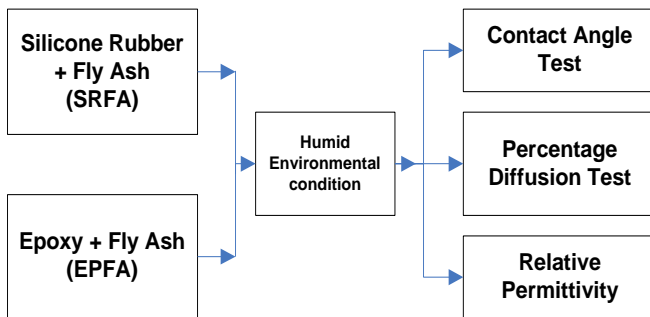 Silicone Rubber
+ Fly Ash
(SRFA)
Epoxy + Fly Ash
(EPFA)
Humid
Environmental
condition
Contact Angle
Test
Percentage
Diffusion Test
Relative
Permittivity